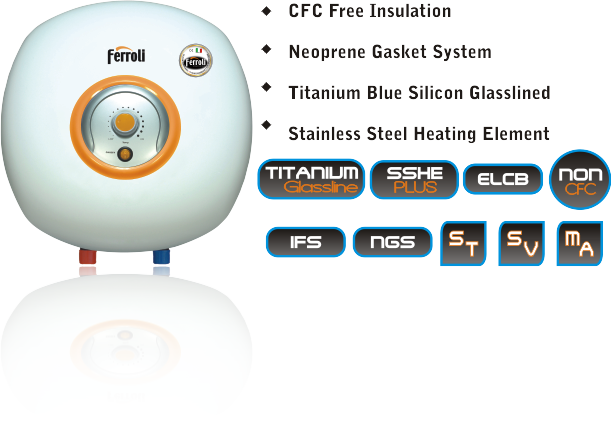 Ferroli
Ferroli
CFC Free Insulation
Neoprene Gasket System
Titanium Blue Silicon Glasslined
Stainless Steel Heating Element
TITANIUM
Glassline
SSHE
PLUS
ELCB
NON
CFC
IFS
NGS
ST
SV
MA